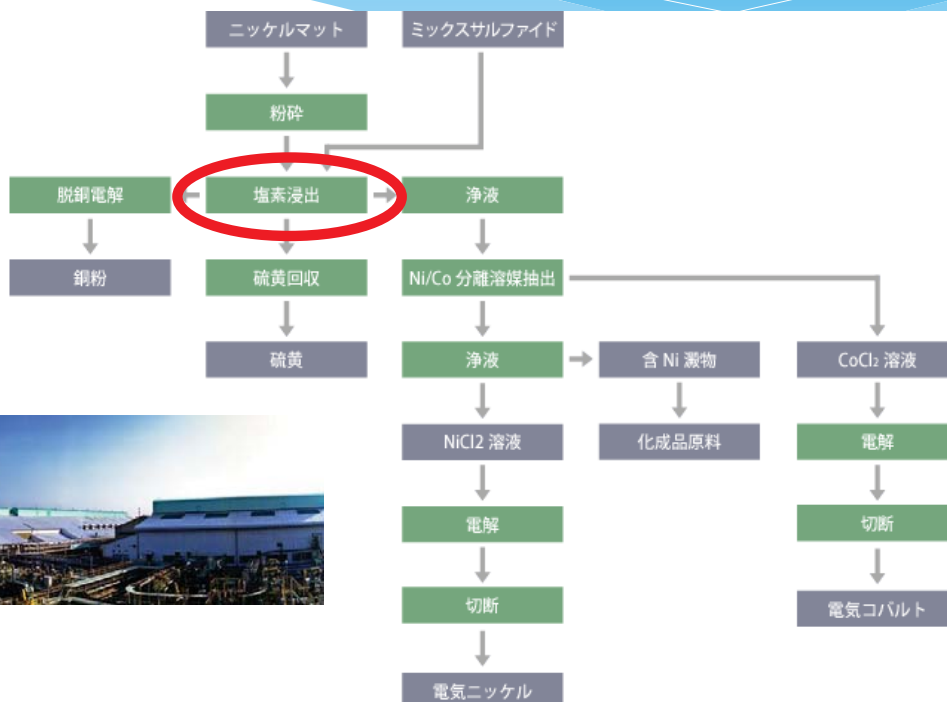 ニッケルマット
ミックスサルファイド
粉砕
脱銅電解
塩素浸出
浄液
銅粉
硫黄回収
Ni/Co 分離溶媒抽出
硫黄
浄液
含 Ni 澱物
CoCl₂ 溶液
NiCl2 溶液
化成品原料
電解
電解
切断
切断
電気コバルト
電気ニッケル